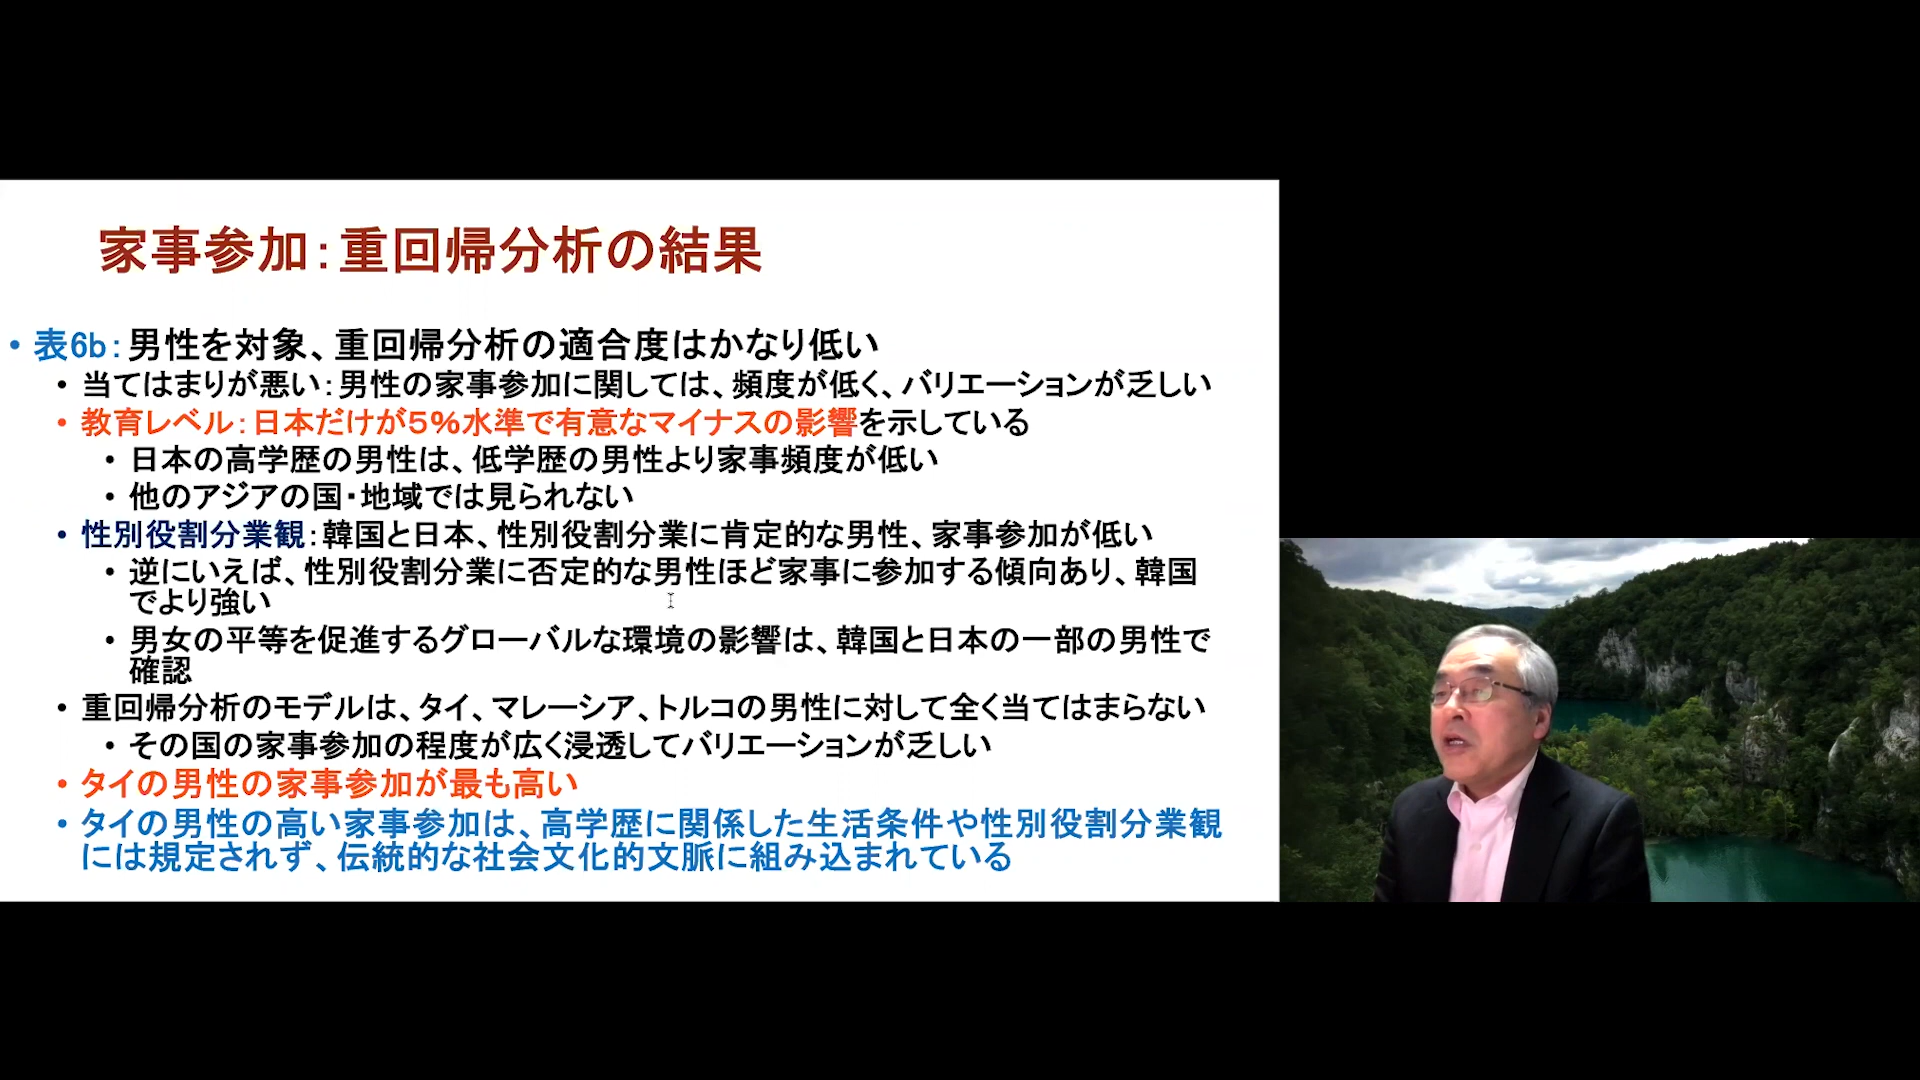 家事参加：重回帰分析の結果
• 表6b：男性を対象、重回帰分析の適合度はかなり低い
• 当てはまりが悪い：男性の家事参加に関しては、頻度が低く、バリエーションが乏しい
• 教育レベル：日本だけが５％水準で有意なマイナスの影響を示している
• 日本の高学歴の男性は、低学歴の男性より家事頻度が低い
• 他のアジアの国・地域では見られない
• 性別役割分業観：韓国と日本、性別役割分業に肯定的な男性、家事参加が低い
• 逆にいえば、性別役割分業に否定的な男性ほど家事に参加する傾向あり、韓国
でより強い
• 男女の平等を促進するグローバルな環境の影響は、韓国と日本の一部の男性で
確認
• 重回帰分析のモデルは、タイ、マレーシア、トルコの男性に対して全く当てはまらない
• その国の家事参加の程度が広く浸透してバリエーションが乏しい
• タイの男性の家事参加が最も高い
• タイの男性の高い家事参加は、高学歴に関係した生活条件や性別役割分業観
には規定されず、伝統的な社会文化的文脈に組み込まれている